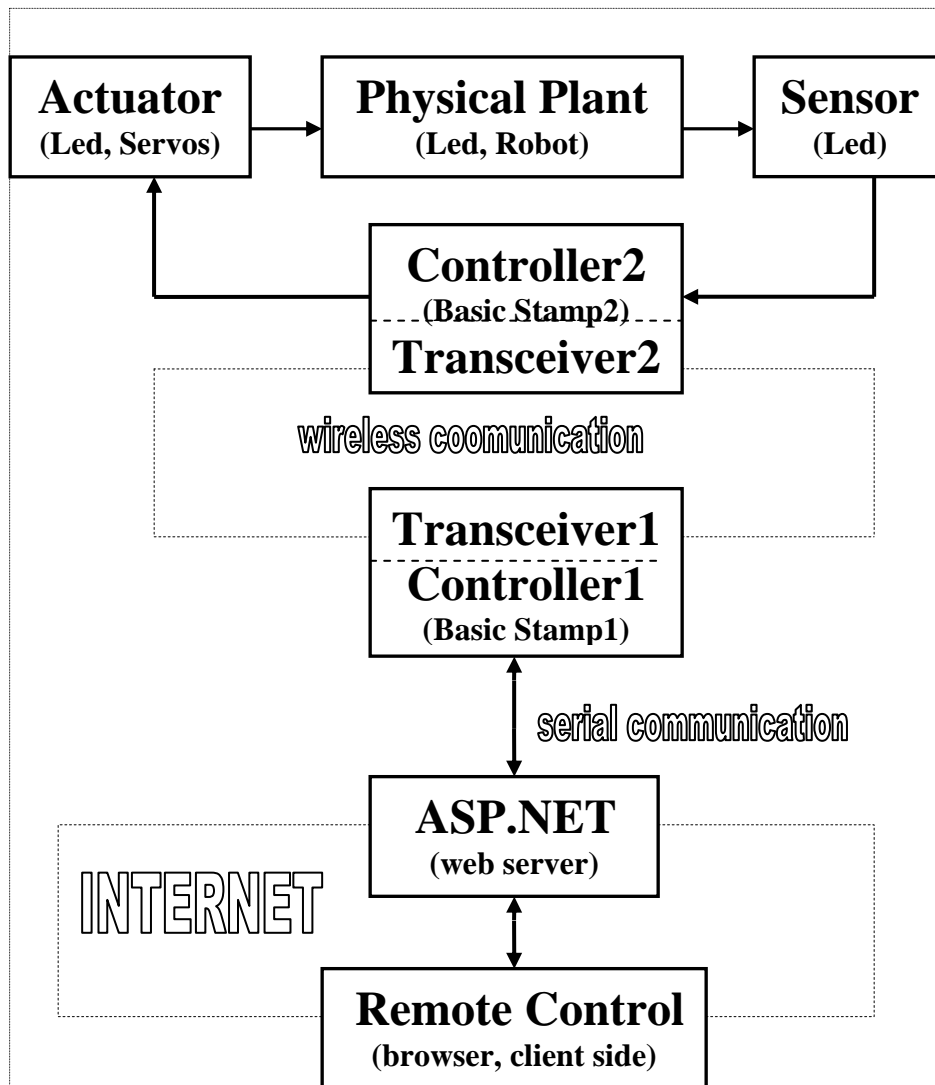 Actuator
(Led, Servos)
Physical Plant
(Led, Robot)
Sensor
(Led)
Controller2
(Basic Stamp2)
Transceiver2
wireless coomunication
Transceiver1
Controller1
(Basic Stamp1)
serial communication
ASP.NET
(web server)
INTERNET
Remote Control
(browser, client side)